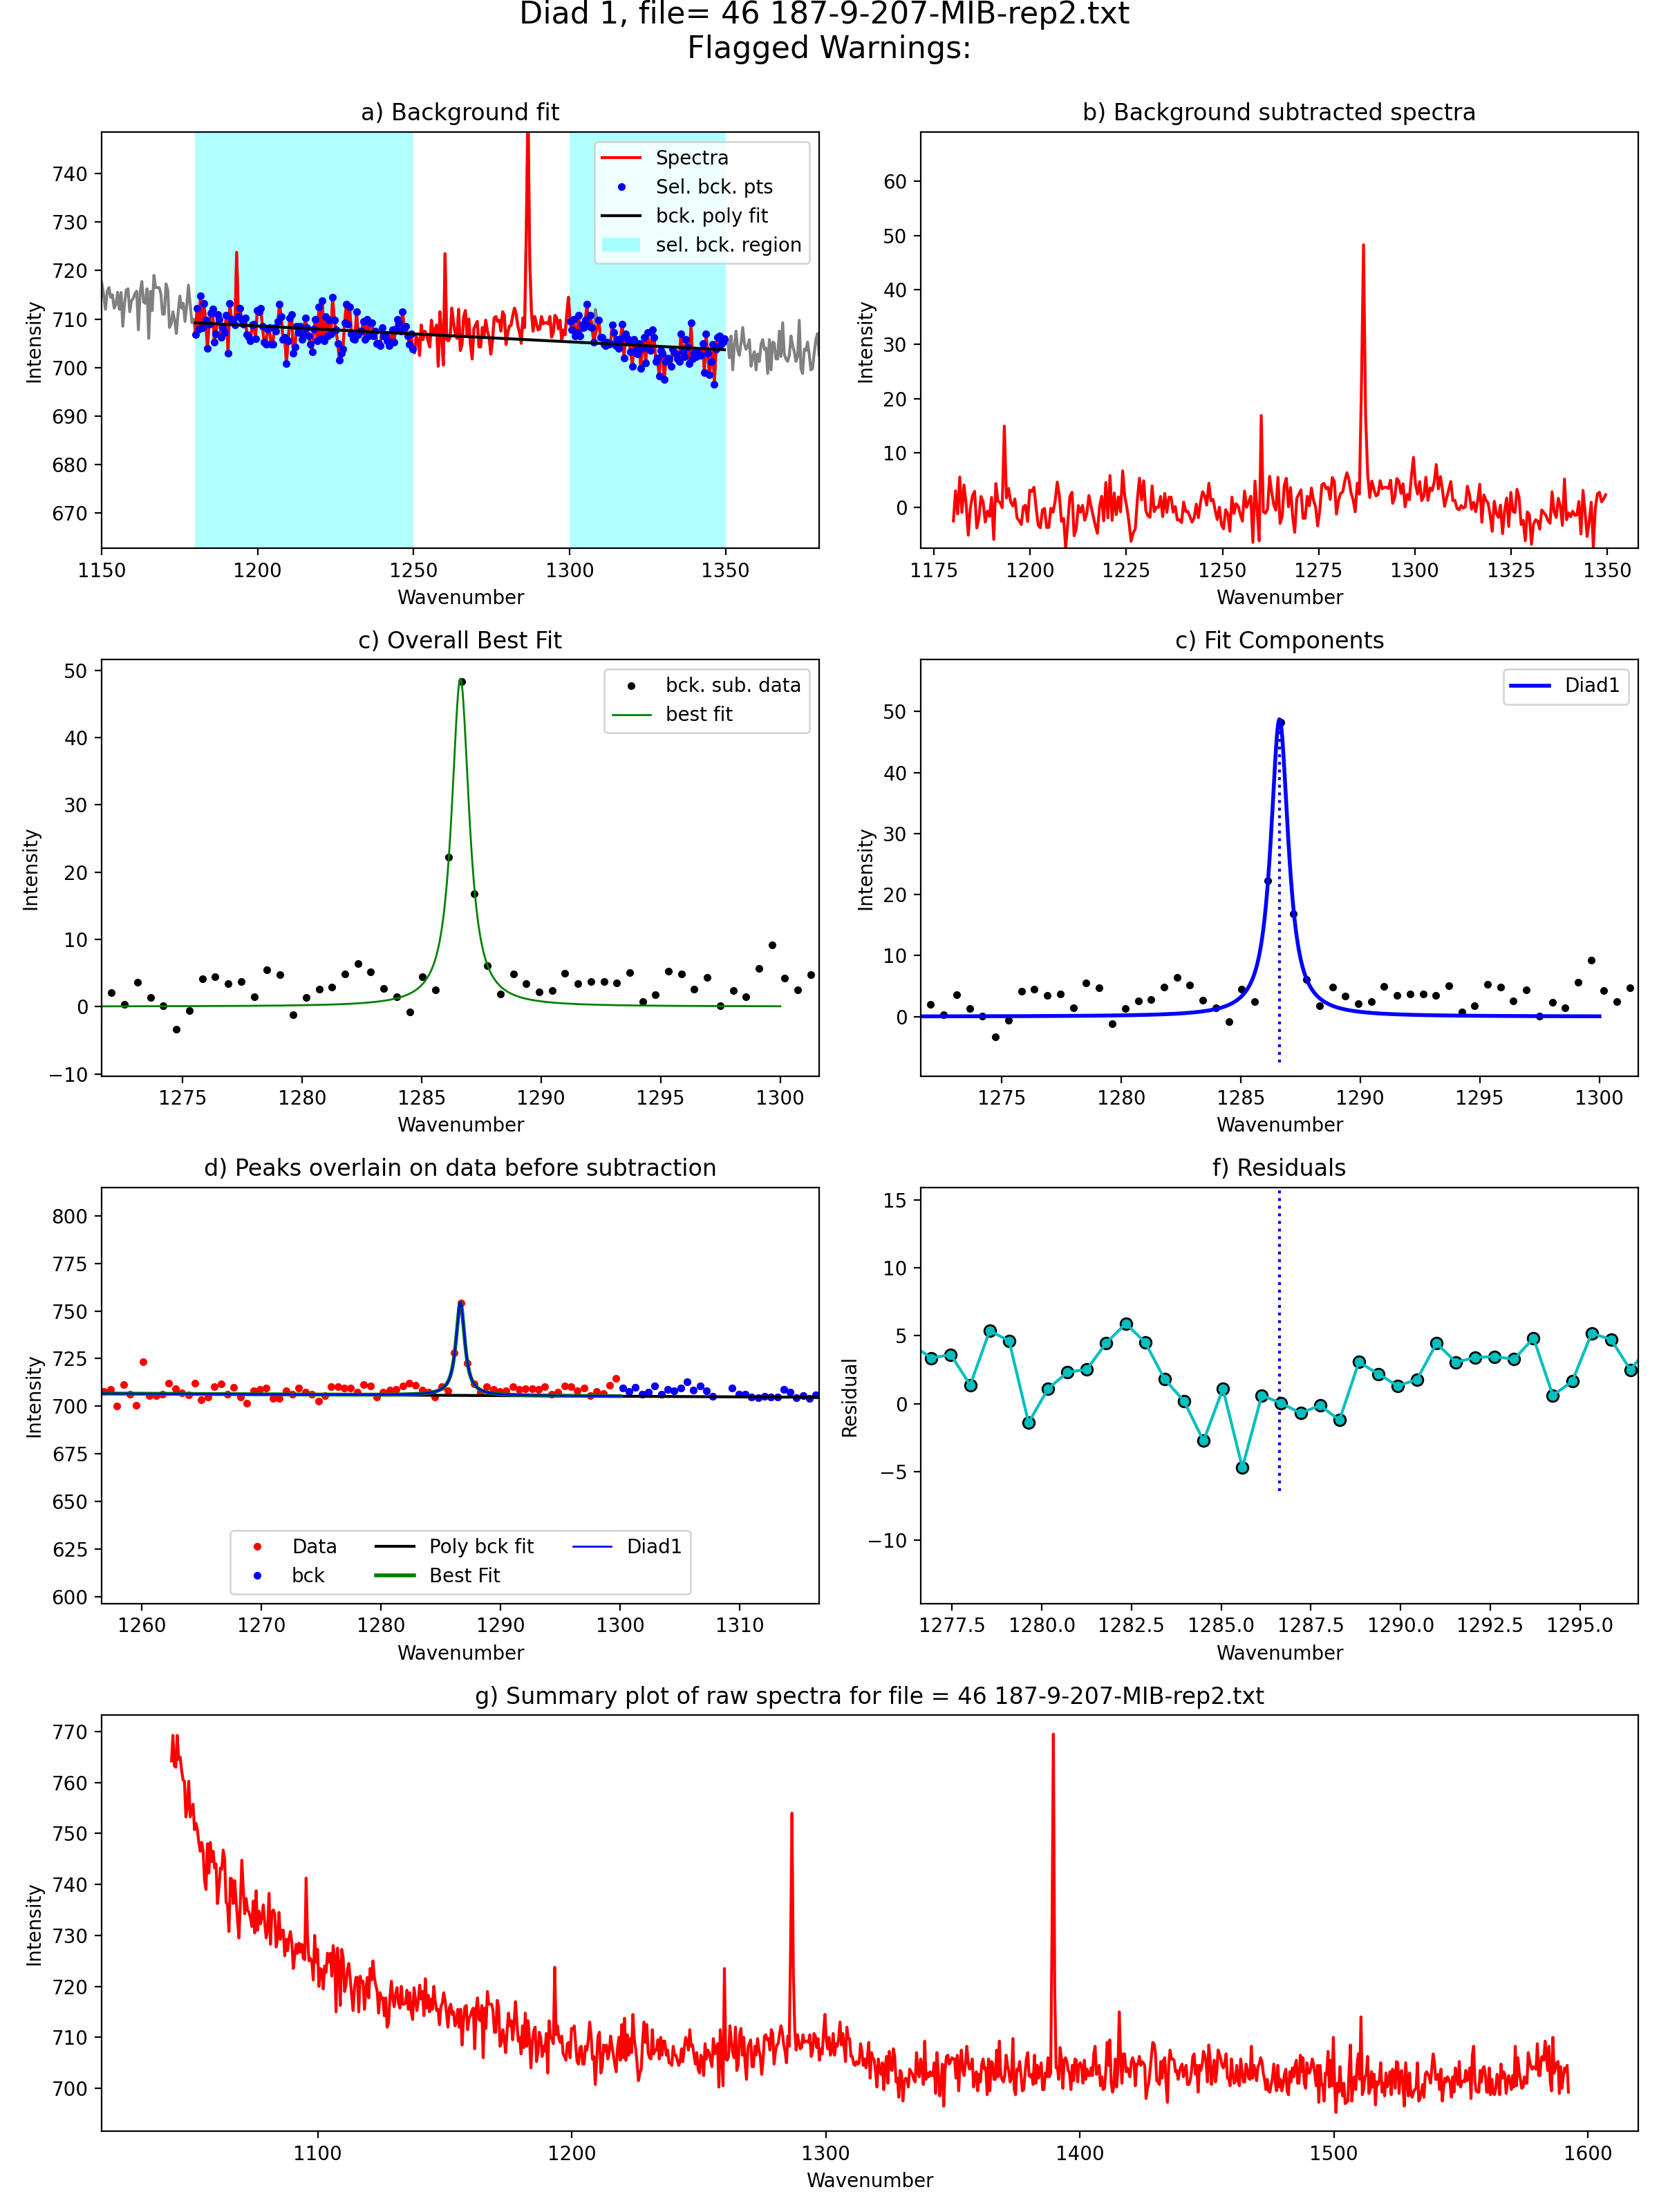 Diad 1, file= 46 187-9-207-MIB-rep2.txt
Flagged Warnings:
a) Background fit
Intensity
740
730
720
710
700
690
680
670
Spectra
Sel. bck. pts
bck. poly fit
sel. bck. region
1150 1200 1250 1300 1350
Wavenumber
b) Background subtracted spectra
Intensity
60
50
40
30
20
10
0
1175 1200 1225 1250 1275 1300 1325 1350
Wavenumber
c) Overall Best Fit
Intensity
50
40
30
20
10
0
−10
bck. sub. data
best fit
1275 1280 1285 1290 1295 1300
Wavenumber
c) Fit Components
Intensity
50
40
30
20
10
0
Diad1
1275 1280 1285 1290 1295 1300
Wavenumber
d) Peaks overlain on data before subtraction
Intensity
800
775
750
725
700
675
650
625
600
Data
bck
Poly bck fit
Best Fit
Diad1
1260 1270 1280 1290 1300 1310
Wavenumber
f) Residuals
Residual
15
10
5
0
−5
−10
1277.5 1280.0 1282.5 1285.0 1287.5 1290.0 1292.5 1295.0
Wavenumber
g) Summary plot of raw spectra for file = 46 187-9-207-MIB-rep2.txt
Intensity
770
760
750
740
730
720
710
700
1100 1200 1300 1400 1500 1600
Wavenumber